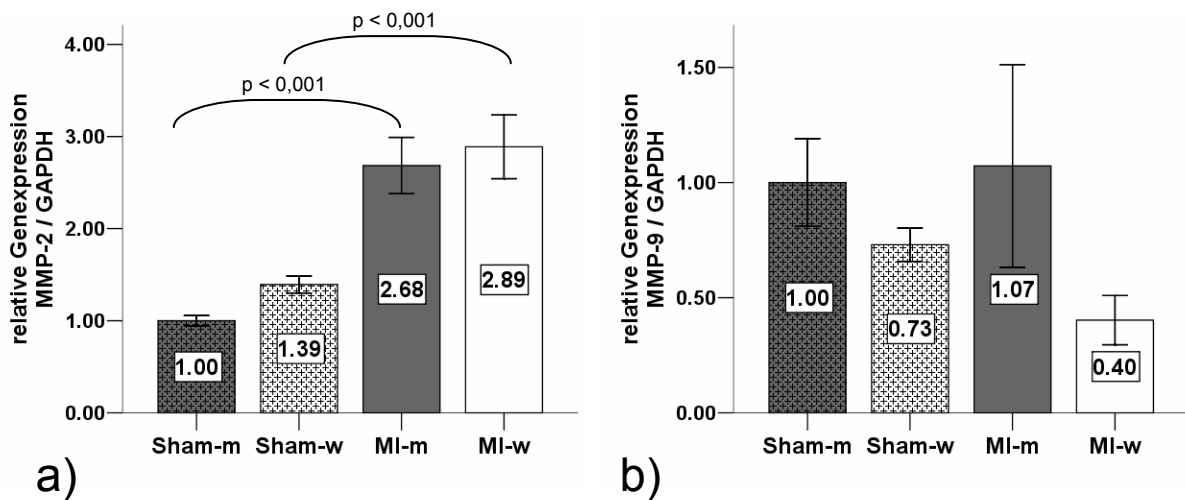 p < 0,001
p < 0,001
relative Genexpression
MMP-2 / GAPDH
4.00
3.00
2.00
1.00
0.00
1.00
1.39
2.68
2.89
Sham-m Sham-w MI-m MI-w
a)
relative Genexpression
MMP-9 / GAPDH
1.50
1.00
0.50
0.00
1.00
0.73
1.07
0.40
Sham-m Sham-w MI-m MI-w
b)